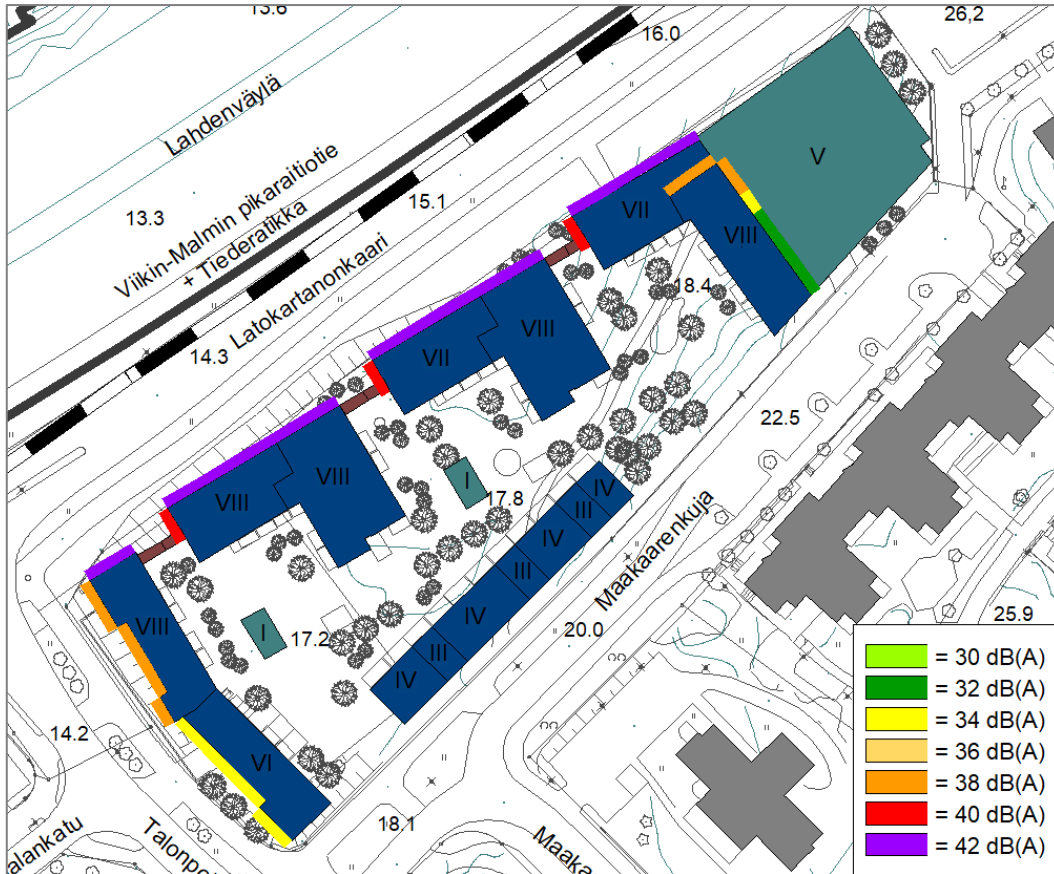 13.6
26,2
16.0
Lahdenväylä
V
13.3
Viikin-Malmin pikaraitiotie
+ Tiederatikka
15.1
VII
VIII
Latokartanonkaari
18.4
14.3
VII
VIII
22.5
VIII
VIII
I
17.8
IV
III
IV
III
IV
III
IV
Maakaarenkuja
VIII
I
17.2
20.0
25.9
14.2
VI
18.1
alankatu
Talonpo
Maaka
= 30 dB(A)
= 32 dB(A)
= 34 dB(A)
= 36 dB(A)
= 38 dB(A)
= 40 dB(A)
= 42 dB(A)